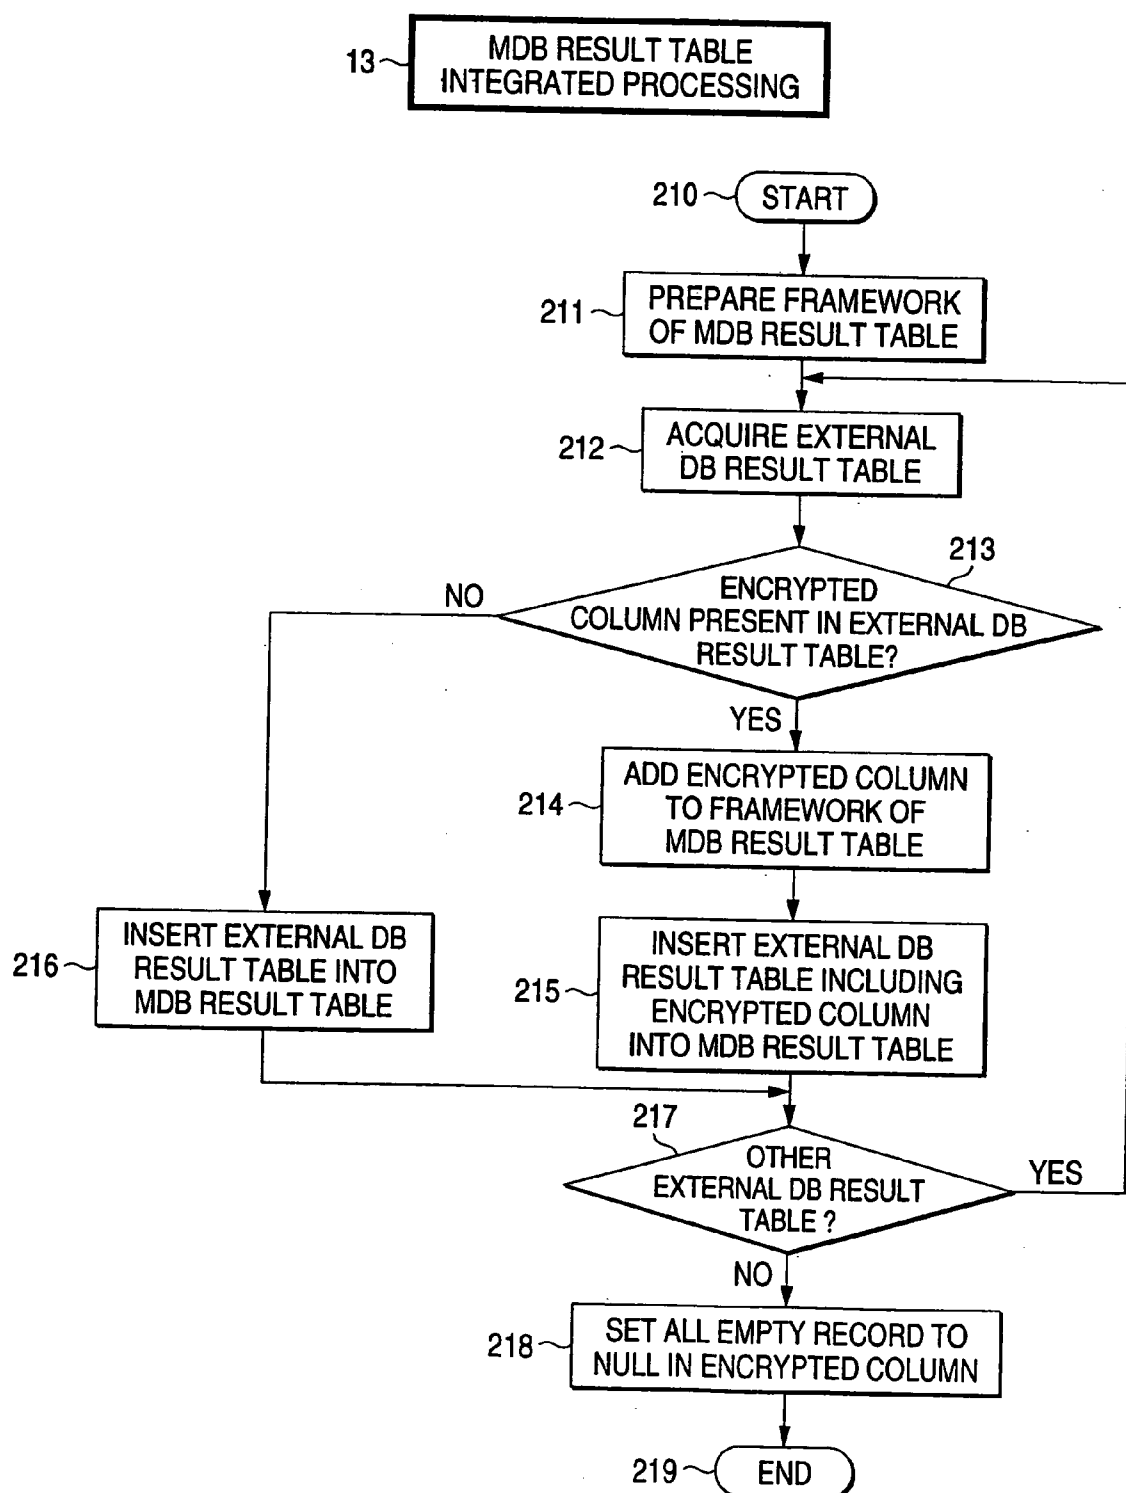 13
MDB RESULT TABLE
INTEGRATED PROCESSING
210
START
211
PREPARE FRAMEWORK
OF MDB RESULT TABLE
212
ACQUIRE EXTERNAL
DB RESULT TABLE
213
ENCRYPTED
COLUMN PRESENT IN EXTERNAL DB
RESULT TABLE?
NO
YES
214
ADD ENCRYPTED COLUMN
TO FRAMEWORK OF
MDB RESULT TABLE
216
INSERT EXTERNAL DB
RESULT TABLE INTO
MDB RESULT TABLE
215
INSERT EXTERNAL DB
RESULT TABLE INCLUDING
ENCRYPTED COLUMN
INTO MDB RESULT TABLE
217
OTHER
EXTERNAL DB RESULT
TABLE ?
YES
NO
218
SET ALL EMPTY RECORD TO
NULL IN ENCRYPTED COLUMN
219
END